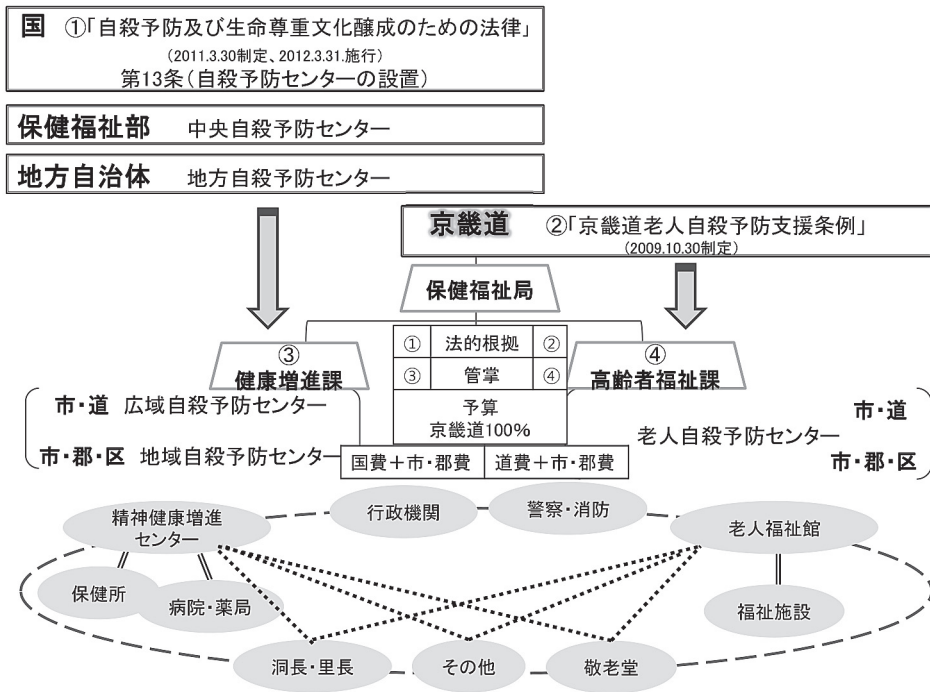 国 ①「自殺予防及び生命尊重文化醸成のための法律」
(2011.3.30制定、2012.3.31.施行)
第13条(自殺予防センターの設置)
保健福祉部 中央自殺予防センター
地方自治体 地方自殺予防センター
京畿道 ②「京畿道老人自殺予防支援条例」
(2009.10.30制定)
保健福祉局
① 法的根拠 ②
③ 管掌 ④
予算
京畿道100%
国費+市・郡費 道費+市・郡費
③
健康増進課
④
高齢者福祉課
市・道 広域自殺予防センター
市・郡・区 地域自殺予防センター
市・道
老人自殺予防センター
市・郡・区
精神健康増進
センター
行政機関
警察・消防
老人福祉館
保健所
病院・薬局
福祉施設
洞長・里長
その他
敬老堂